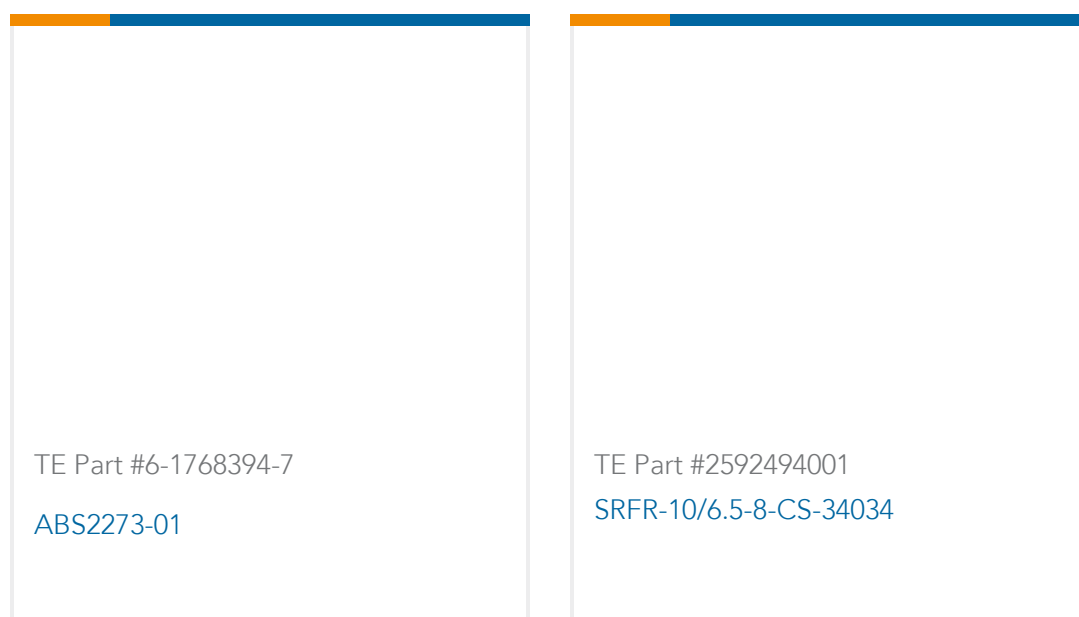 TE Part #6-1768394-7
ABS2273-01
TE Part #2592494001
SRFR-10/6.5-8-CS-34034